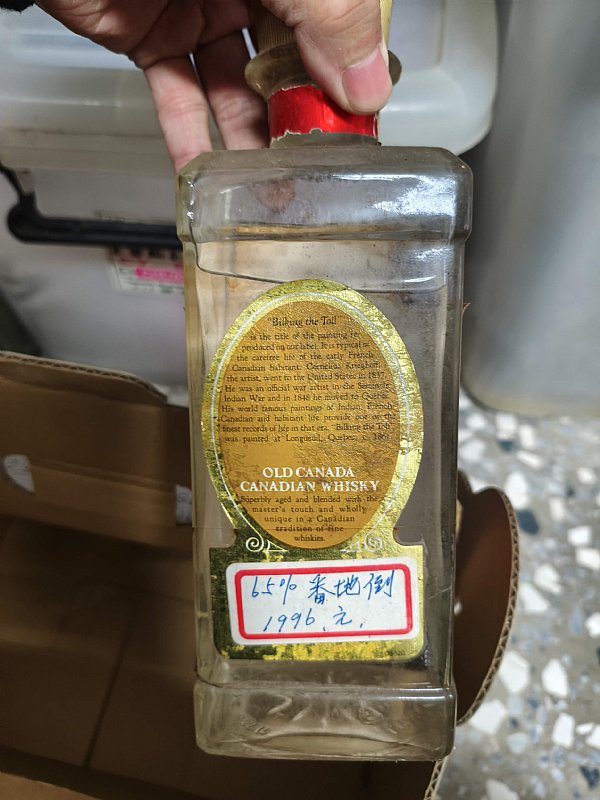 "Bilking the Toll"
is the title of the painting re-
produced on our label. It is typical of
the carefree life of the early French
Canadian habitant. Cornelius Krieghoff,
the artist, went to the United States in 1837.
He was an official war artist in the Seminole
Indian War and in 1848 he moved to Quebec.
His world famous paintings of Indian, French
Canadian and habitant life provide one of the
finest records of life in that era. "Bilking the Toll"
was painted at Longueuil, Quebec, c. 1861.
OLD CANADA
CANADIAN WHISKY
Superbly aged and blended with the
master's touch and wholly
unique in a Canadian
tradition of fine
whiskies.
65% 番地倒
1996.元.